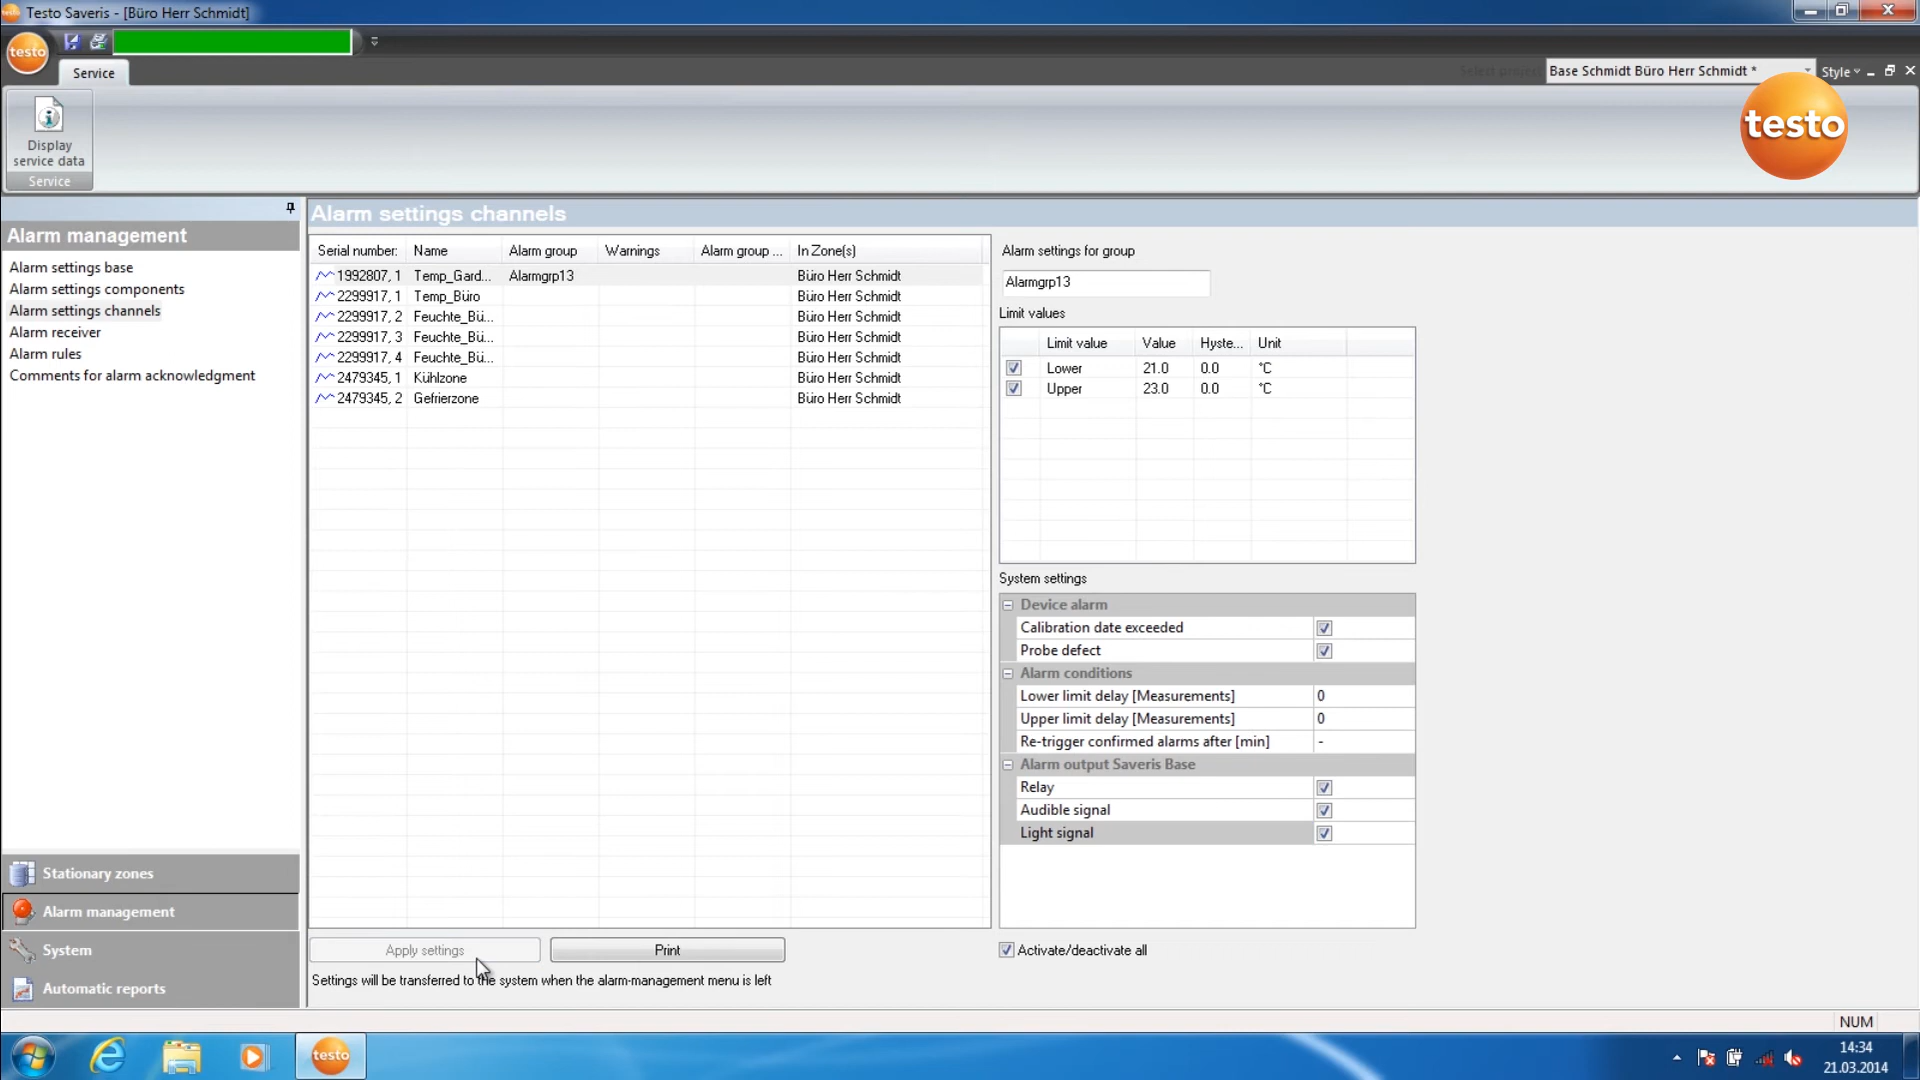 Testo Saveris - [Büro Herr Schmidt]
testo
Service
Select project
Base Schmidt Büro Herr Schmidt *
Style
Display
service data
Service
testo
Alarm management
Alarm settings base
Alarm settings components
Alarm settings channels
Alarm receiver
Alarm rules
Comments for alarm acknowledgment
Stationary zones
Alarm management
System
Automatic reports
Alarm settings channels
Serial number: Name Alarm group Warnings Alarm group ... In Zone(s)
1992807, 1 Temp_Gard... Alarmgrp13 Büro Herr Schmidt
2299917, 1 Temp_Büro Büro Herr Schmidt
2299917, 2 Feuchte_Bü... Büro Herr Schmidt
2299917, 3 Feuchte_Bü... Büro Herr Schmidt
2299917, 4 Feuchte_Bü... Büro Herr Schmidt
2479345, 1 Kühlzone Büro Herr Schmidt
2479345, 2 Gefrierzone Büro Herr Schmidt
Apply settings Print
Settings will be transferred to the system when the alarm-management menu is left
Alarm settings for group
Alarmgrp13
Limit values
Limit value Value Hyste... Unit
Lower 21.0 0.0 °C
Upper 23.0 0.0 °C
System settings
Device alarm
Calibration date exceeded
Probe defect
Alarm conditions
Lower limit delay [Measurements] 0
Upper limit delay [Measurements] 0
Re-trigger confirmed alarms after [min] -
Alarm output Saveris Base
Relay
Audible signal
Light signal
Activate/deactivate all
NUM
testo
14:34
21.03.2014